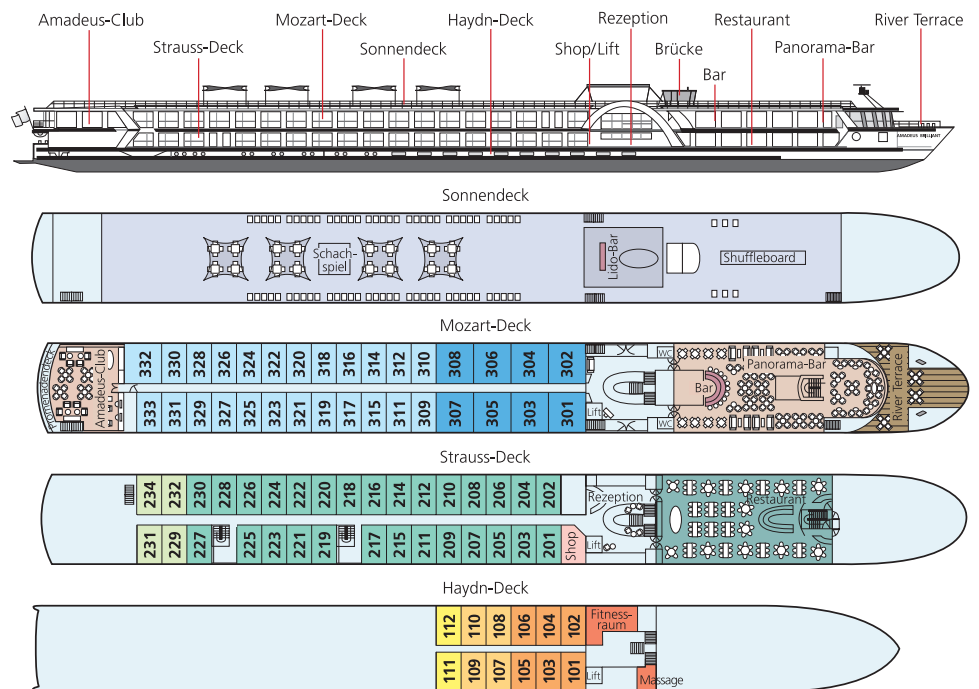 Amadeus-Club
Mozart-Deck
Haydn-Deck
Rezeption
Restaurant
River Terrace
Strauss-Deck
Sonnendeck
Shop/Lift
Brücke
Panorama-Bar
Bar
AMADEUS BRILLIANT
Sonnendeck
Schach-
spiel
Lido-Bar
Shuffleboard
Mozart-Deck
Promenadendeck
Amadeus-Club
332 330 328 326 324 322 320 318 316 314 312 310 308 306 304 302
WC
Panorama-Bar
Bar
River Terrace
333 331 329 327 325 323 321 319 317 315 311 309 307 305 303 301
Lift
WC
Strauss-Deck
234 232 230 228 226 224 222 220 218 216 214 212 210 208 206 204 202
Rezeption
Restaurant
231 229 227 225 223 221 219 217 215 211 209 207 205 203 201
Shop
Lift
Haydn-Deck
112 110 108 106 104 102
Fitness-
raum
111 109 107 105 103 101
Lift
Massage